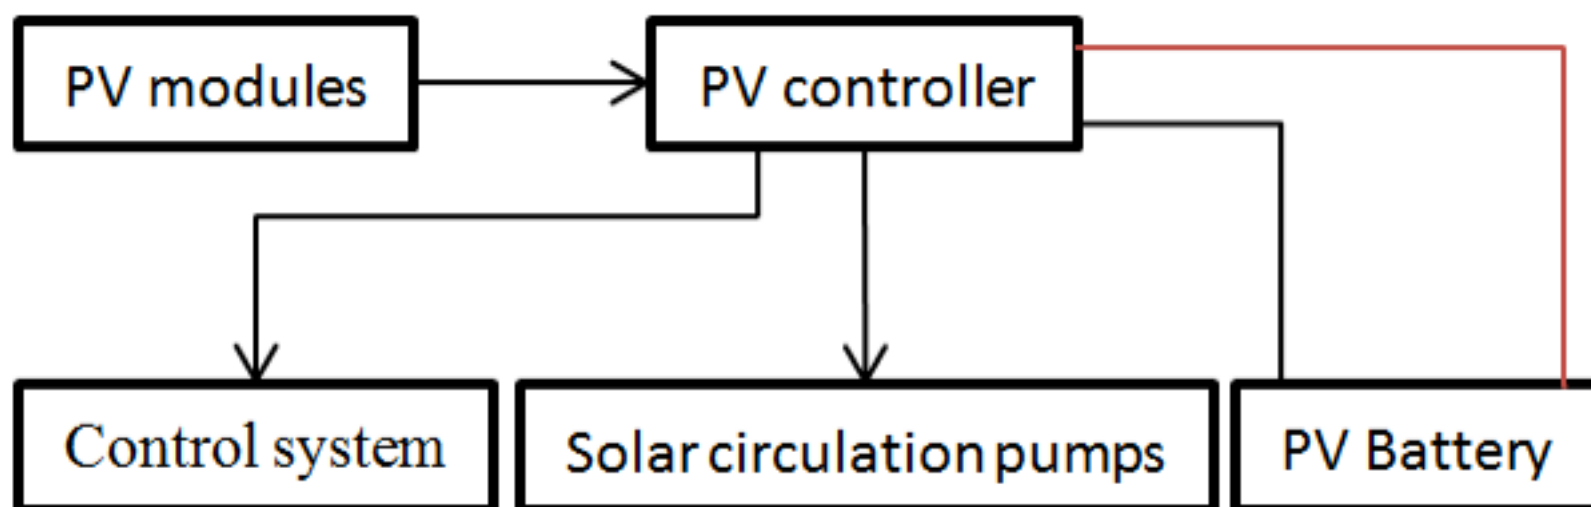 PV modules
PV controller
Control system
Solar circulation pumps
PV Battery